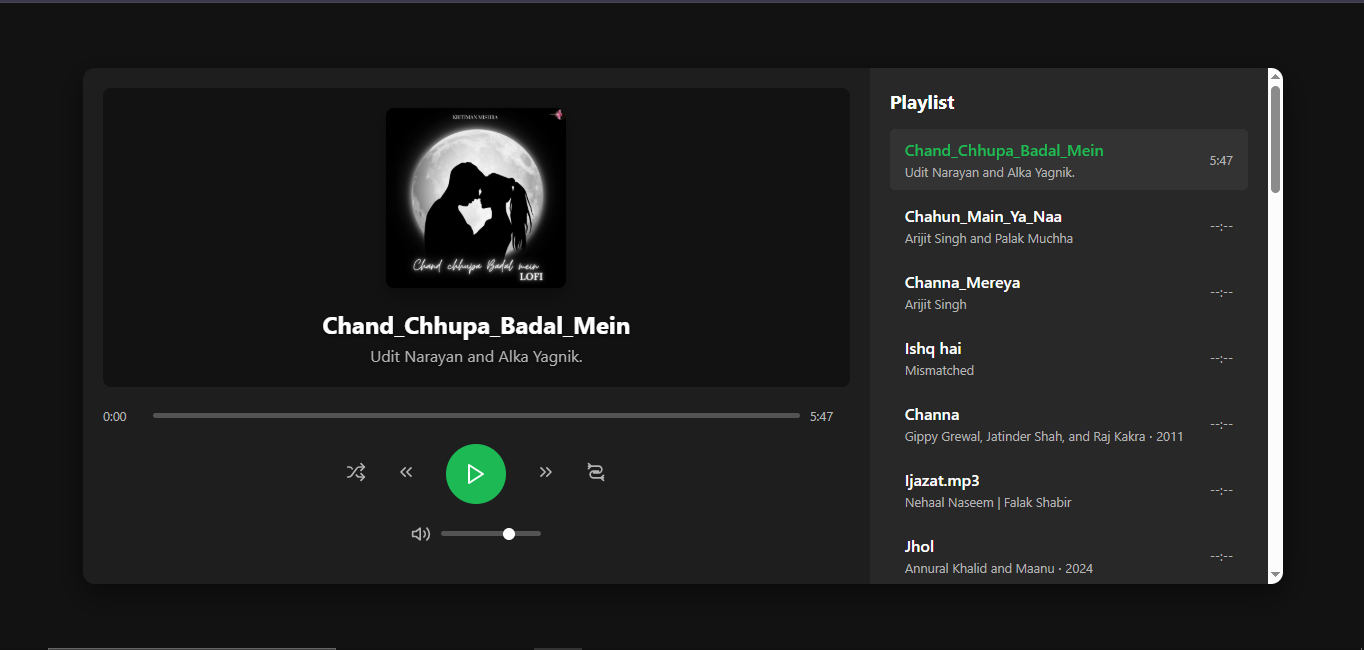 KIRTIMAN MISHRA
Chand chhupa Badal mein
LOFI
Chand_Chhupa_Badal_Mein
Udit Narayan and Alka Yagnik.
0:00
5:47
Playlist
Chand_Chhupa_Badal_Mein
Udit Narayan and Alka Yagnik.
5:47
Chahun_Main_Ya_Naa
Arijit Singh and Palak Muchha
--:--
Channa_Mereya
Arijit Singh
--:--
Ishq hai
Mismatched
--:--
Channa
Gippy Grewal, Jatinder Shah, and Raj Kakra · 2011
--:--
Ijazat.mp3
Nehaal Naseem | Falak Shabir
--:--
Jhol
Annural Khalid and Maanu · 2024
--:--